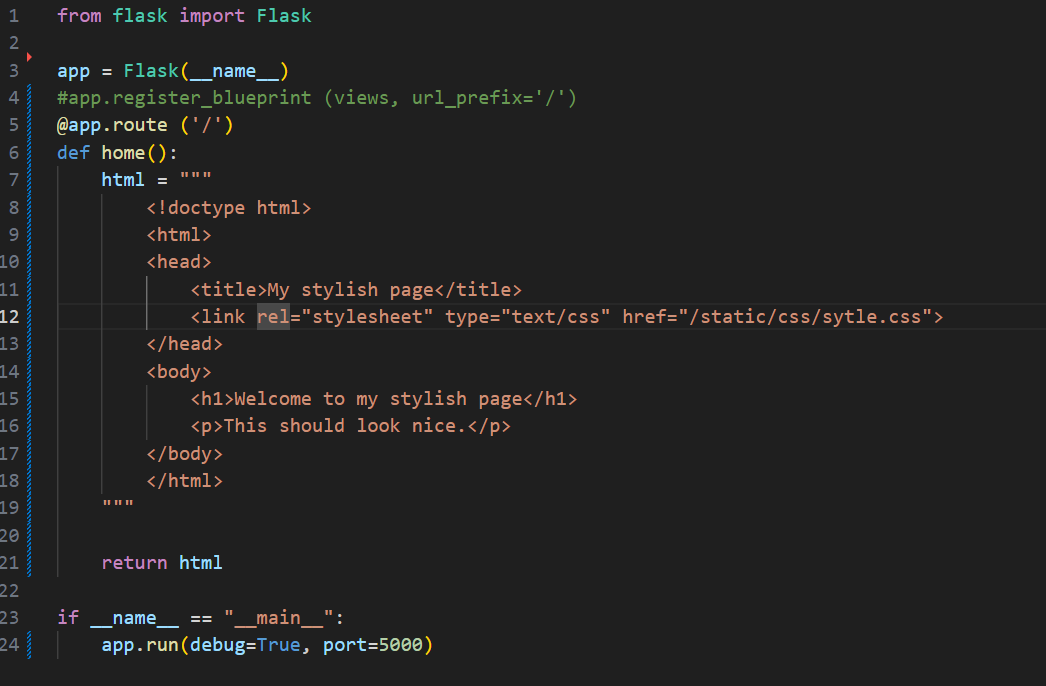 1 from flask import Flask
2
3 app = Flask(__name__)
4 #app.register_blueprint (views, url_prefix='/')
5 @app.route ('/')
6 def home():
7     html = """
8         <!doctype html>
9         <html>
10         <head>
11             <title>My stylish page</title>
12             <link rel="stylesheet" type="text/css" href="/static/css/sytle.css">
13         </head>
14         <body>
15             <h1>Welcome to my stylish page</h1>
16             <p>This should look nice.</p>
17         </body>
18         </html>
19     """
20
21     return html
22
23 if __name__ == "__main__":
24     app.run(debug=True, port=5000)